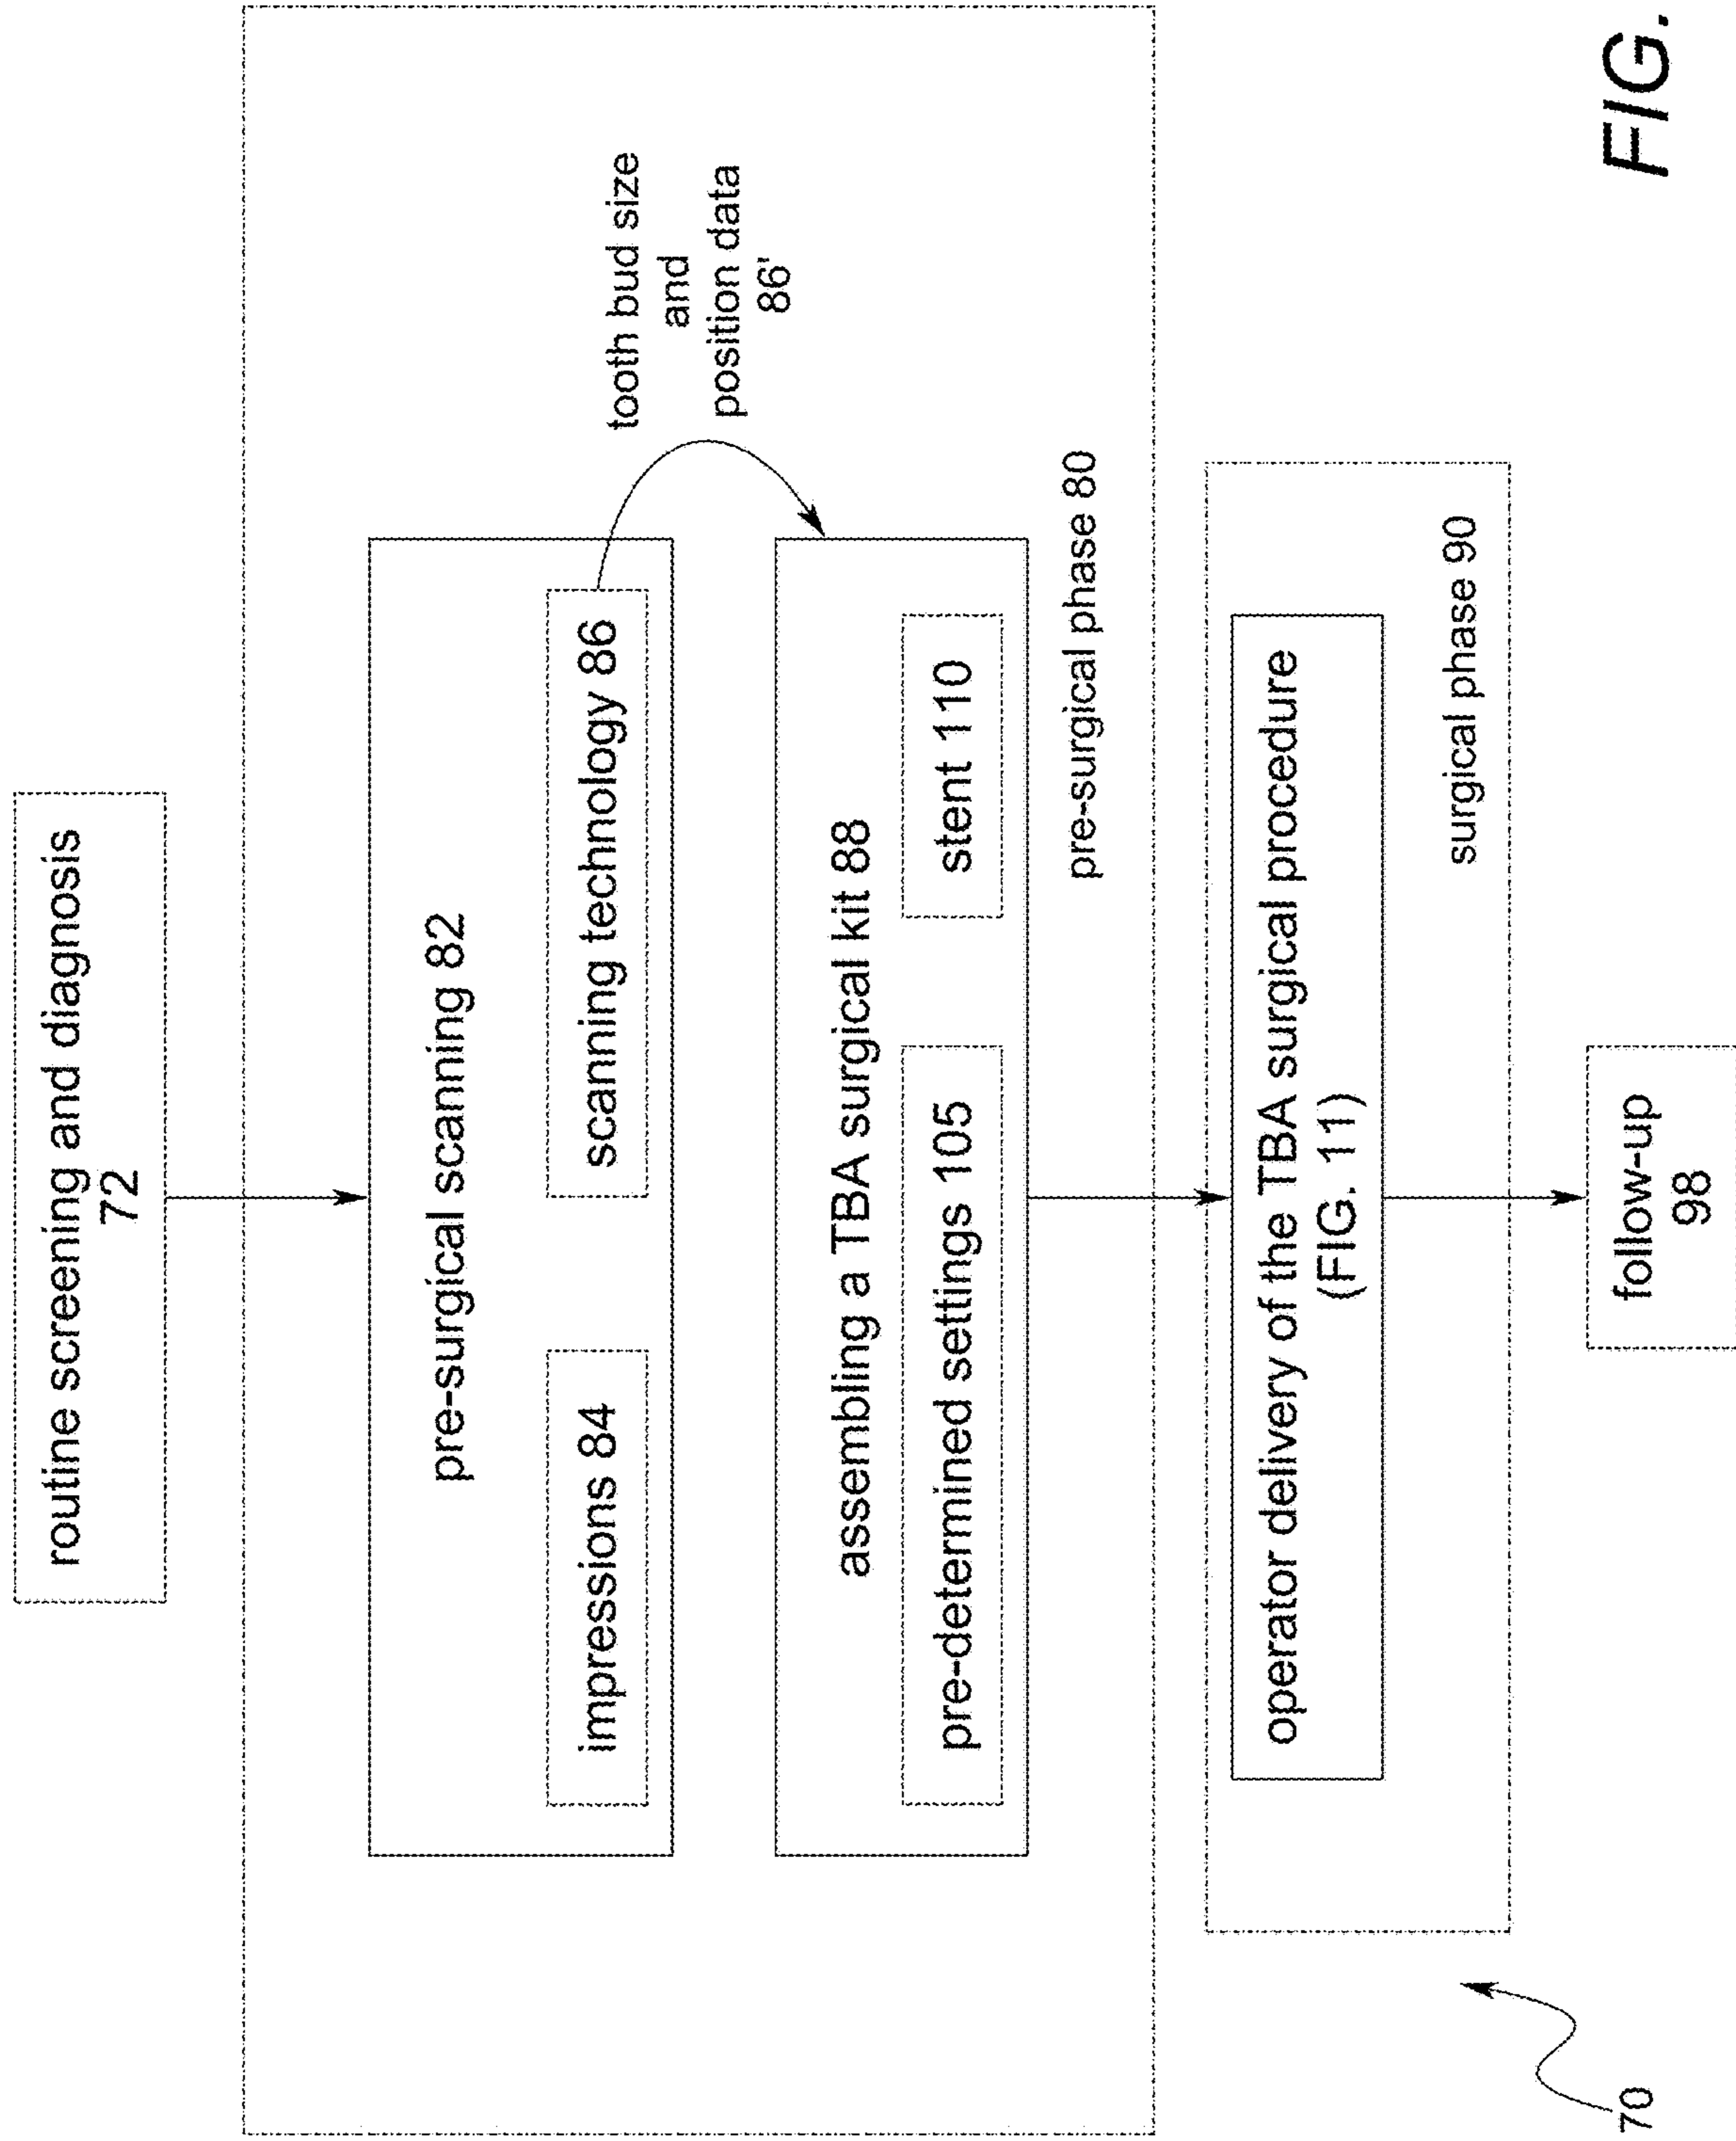 routine screening and diagnosis
72
pre-surgical scanning 82
impressions 84
scanning technology 86
tooth bud size
and
position data
86'
assembling a TBA surgical kit 88
pre-determined settings 105
stent 110
pre-surgical phase 80
operator delivery of the TBA surgical procedure
(FIG. 11)
surgical phase 90
follow-up
98
70
FIG.